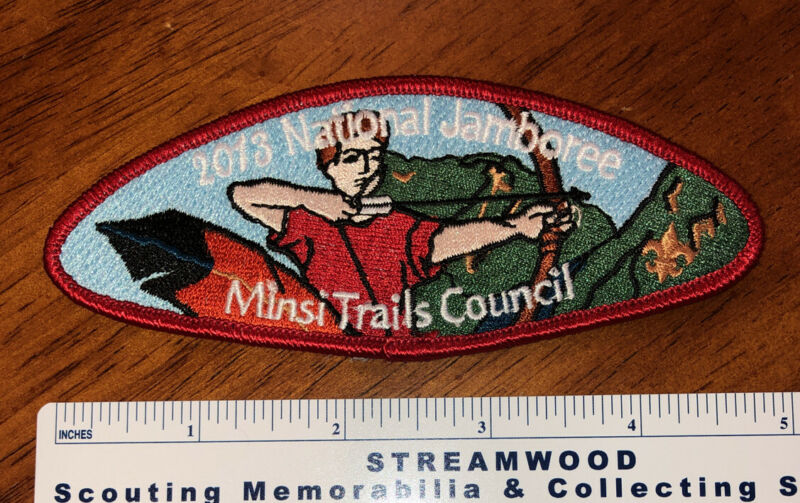 2013 National Jamboree
Minsi Trails Council
INCHES 1 2 3 4 5
STREAMWOOD
Scouting Memorabilia & Collecting S